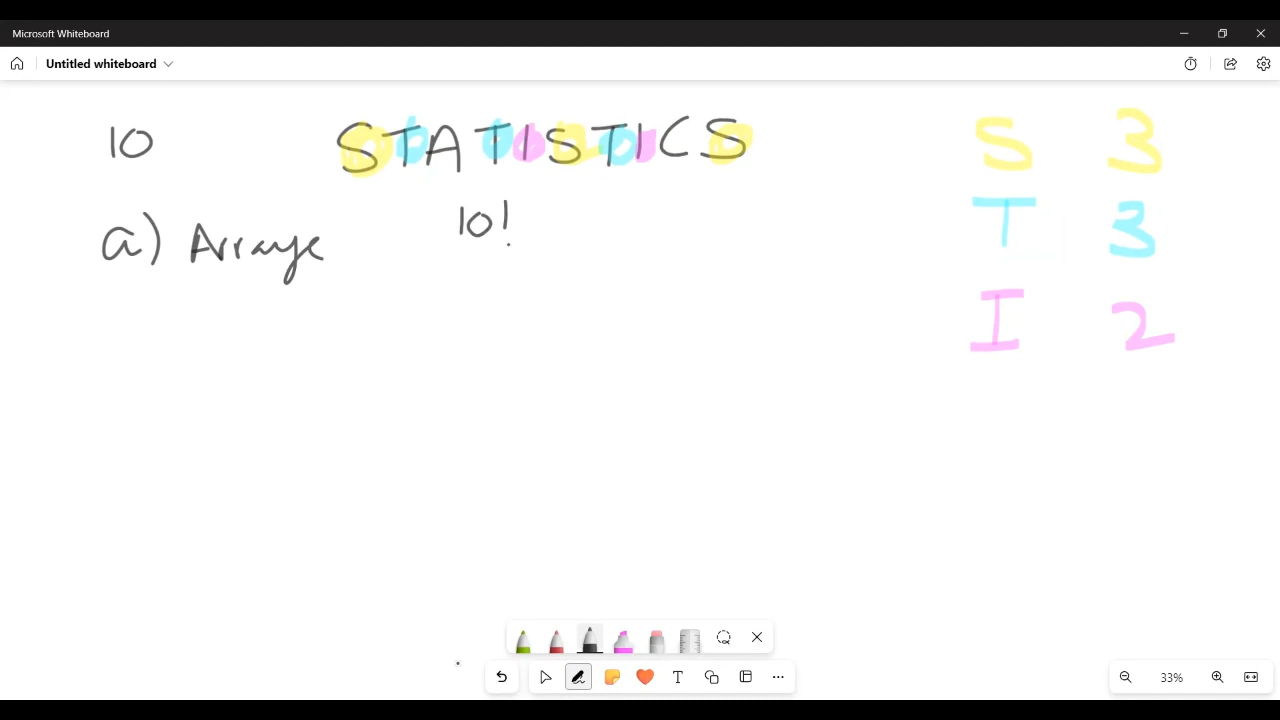 Microsoft Whiteboard
Untitled whiteboard
10 STATISTICS S 3
T 3
a) Arrange 10!
I 2
T
33%